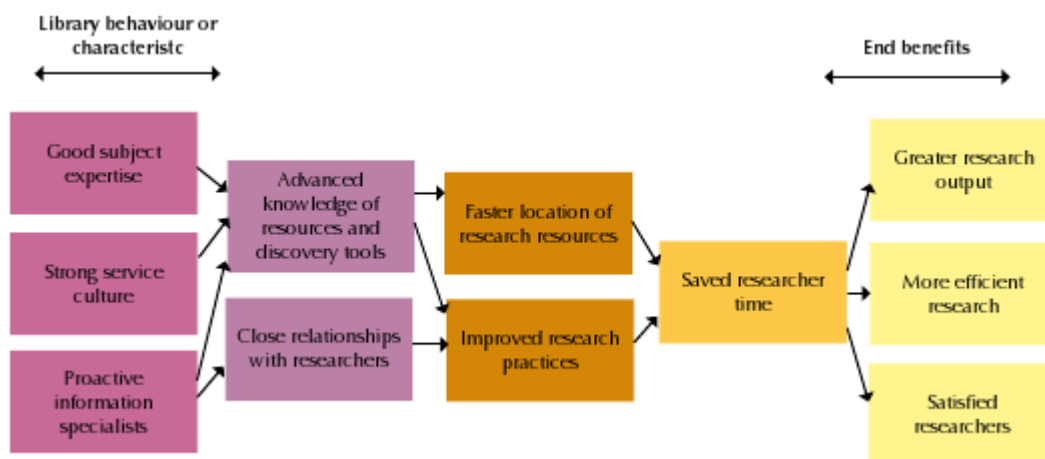 Library behaviour or
characteristc
End benefits
Good subject
expertise
Strong service
culture
Proactive
information
specialists
Advanced
knowledge of
resources and
discovery tools
Close relationships
with researchers
Faster location of
research resources
Improved research
practices
Saved researcher
time
Greater research
output
More efficient
research
Satisfied
researchers